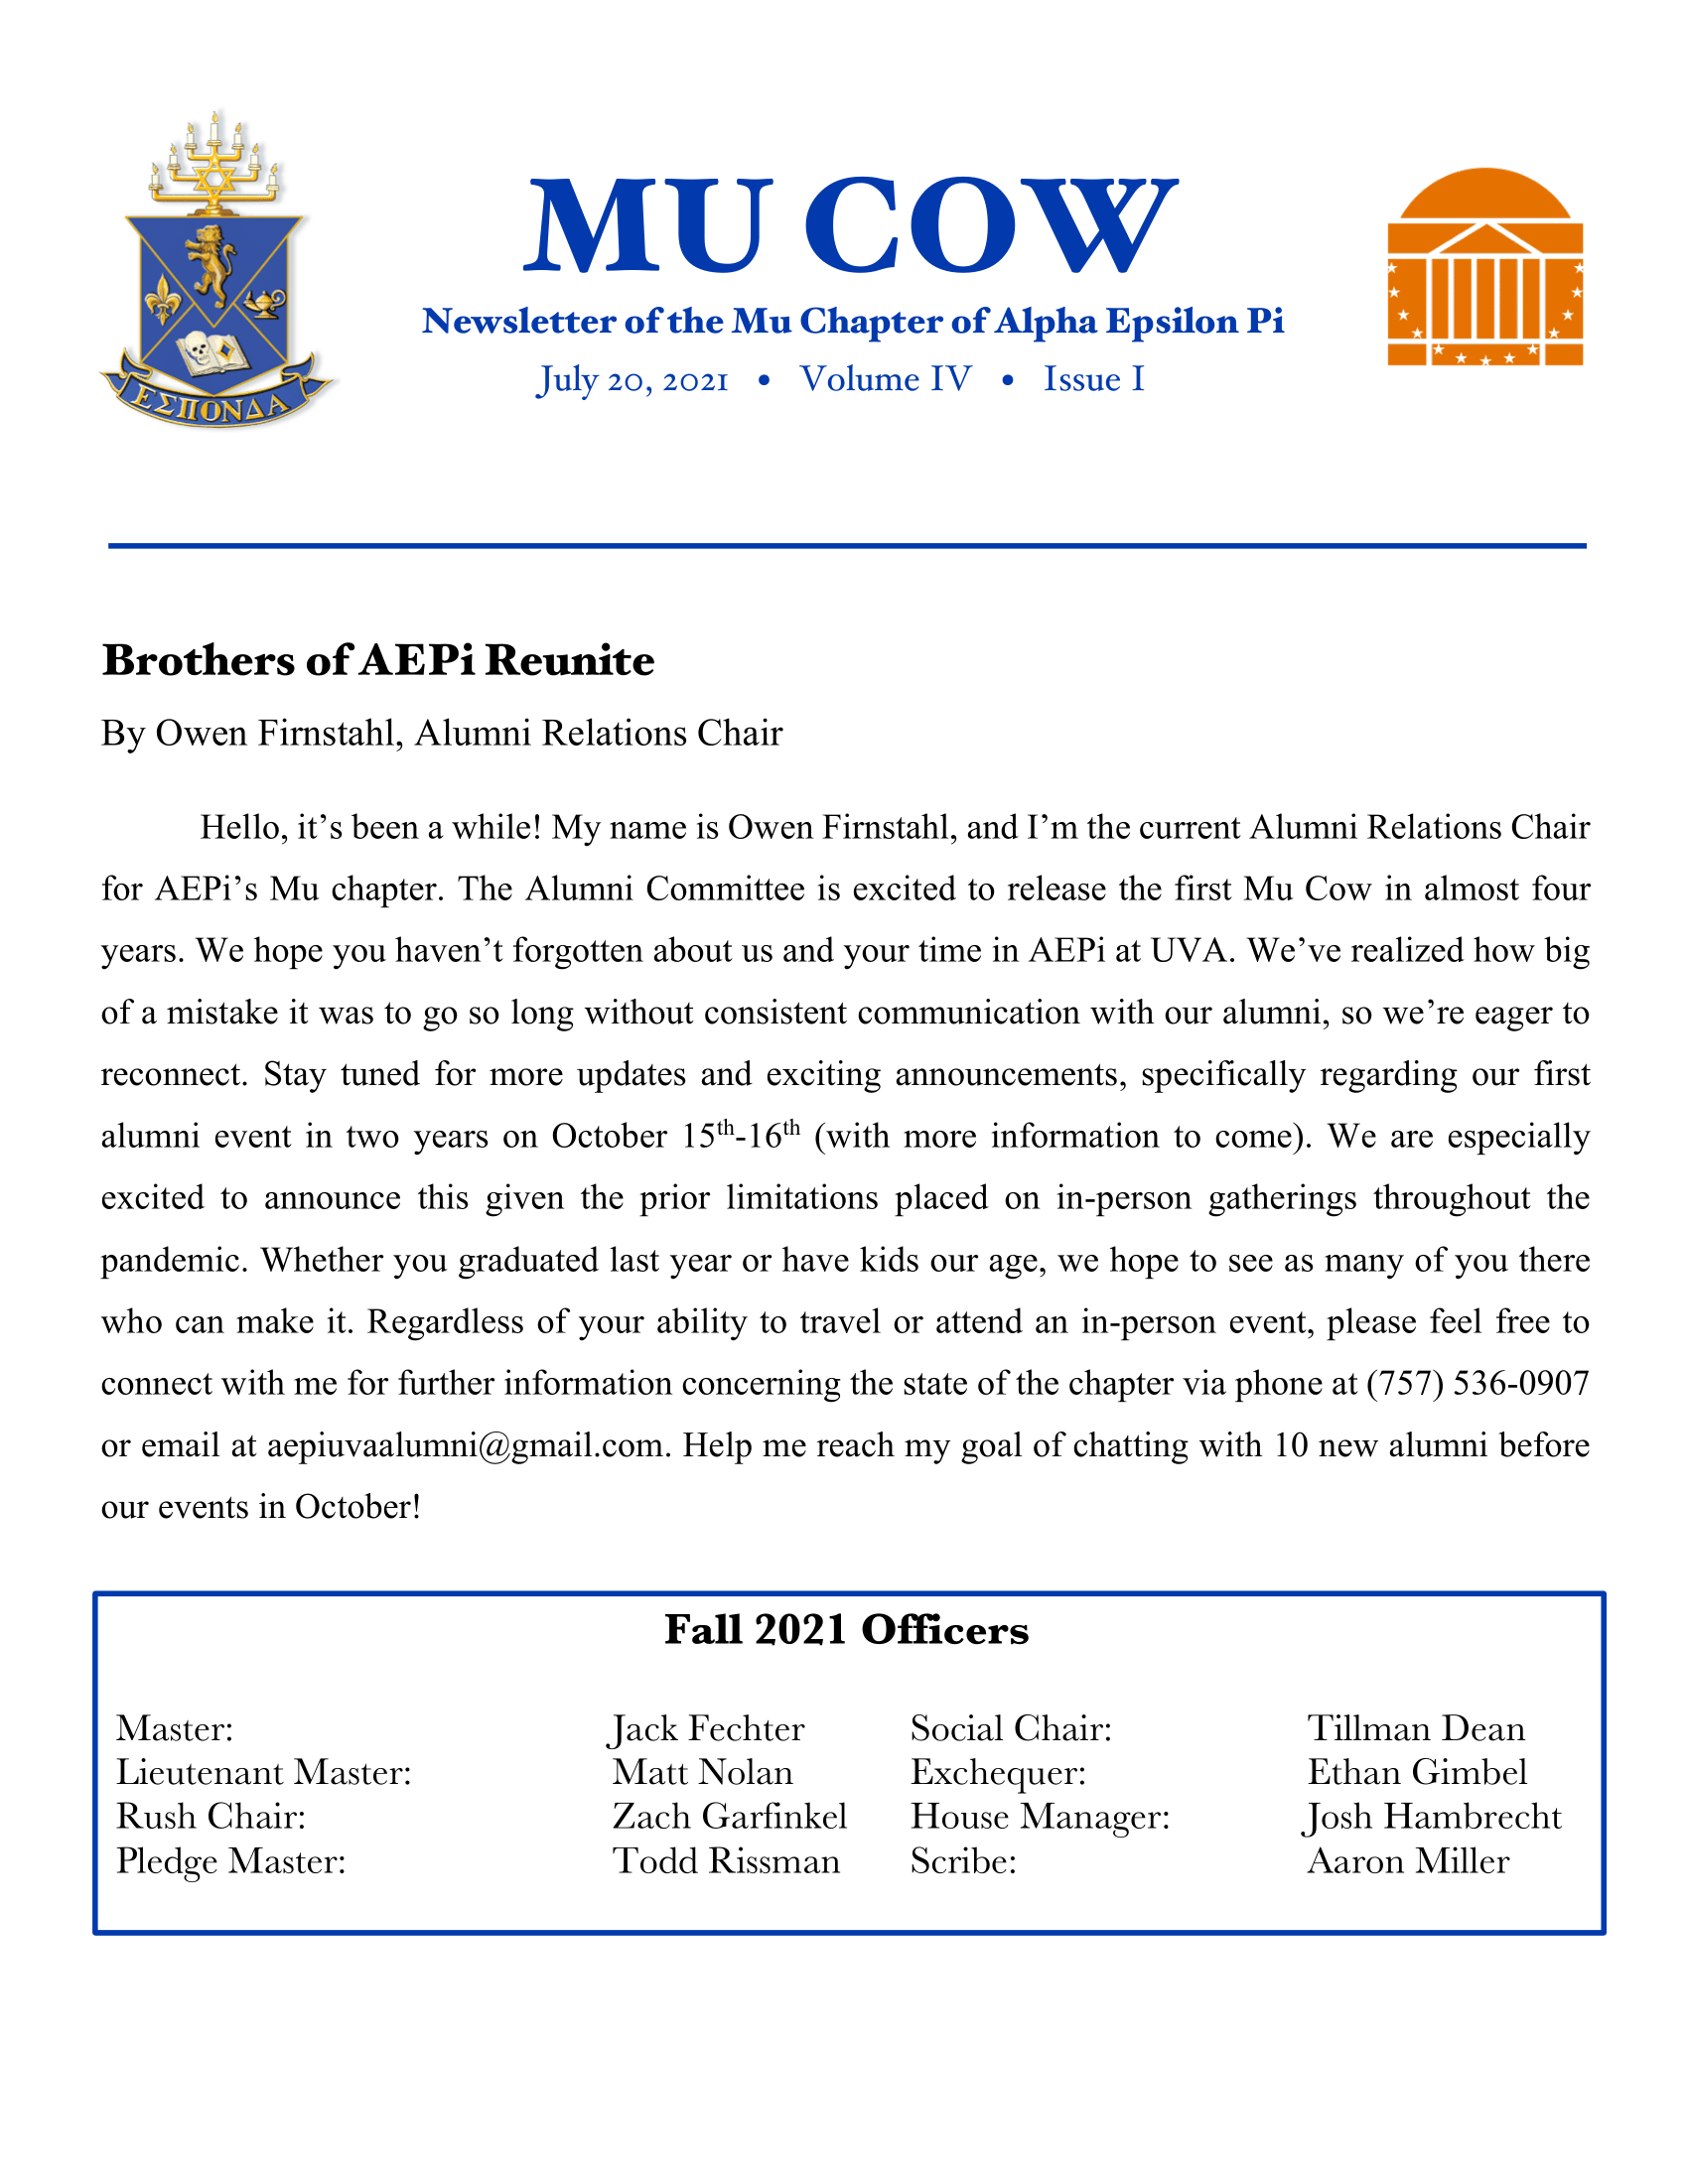 MU COW
Newsletter of the Mu Chapter of Alpha Epsilon Pi
July 20, 2021 • Volume IV • Issue I
ΕΣΠΟΝΔΑ
Brothers of AEPi Reunite
By Owen Firnstahl, Alumni Relations Chair
Hello, it’s been a while! My name is Owen Firnstahl, and I’m the current Alumni Relations Chair
for AEPi’s Mu chapter. The Alumni Committee is excited to release the first Mu Cow in almost four
years. We hope you haven’t forgotten about us and your time in AEPi at UVA. We’ve realized how big
of a mistake it was to go so long without consistent communication with our alumni, so we’re eager to
reconnect. Stay tuned for more updates and exciting announcements, specifically regarding our first
alumni event in two years on October 15th-16th (with more information to come). We are especially
excited to announce this given the prior limitations placed on in-person gatherings throughout the
pandemic. Whether you graduated last year or have kids our age, we hope to see as many of you there
who can make it. Regardless of your ability to travel or attend an in-person event, please feel free to
connect with me for further information concerning the state of the chapter via phone at (757) 536-0907
or email at aepiuvaalumni@gmail.com. Help me reach my goal of chatting with 10 new alumni before
our events in October!
Fall 2021 Officers
Master: Jack Fechter Social Chair: Tillman Dean
Lieutenant Master: Matt Nolan Exchequer: Ethan Gimbel
Rush Chair: Zach Garfinkel House Manager: Josh Hambrecht
Pledge Master: Todd Rissman Scribe: Aaron Miller